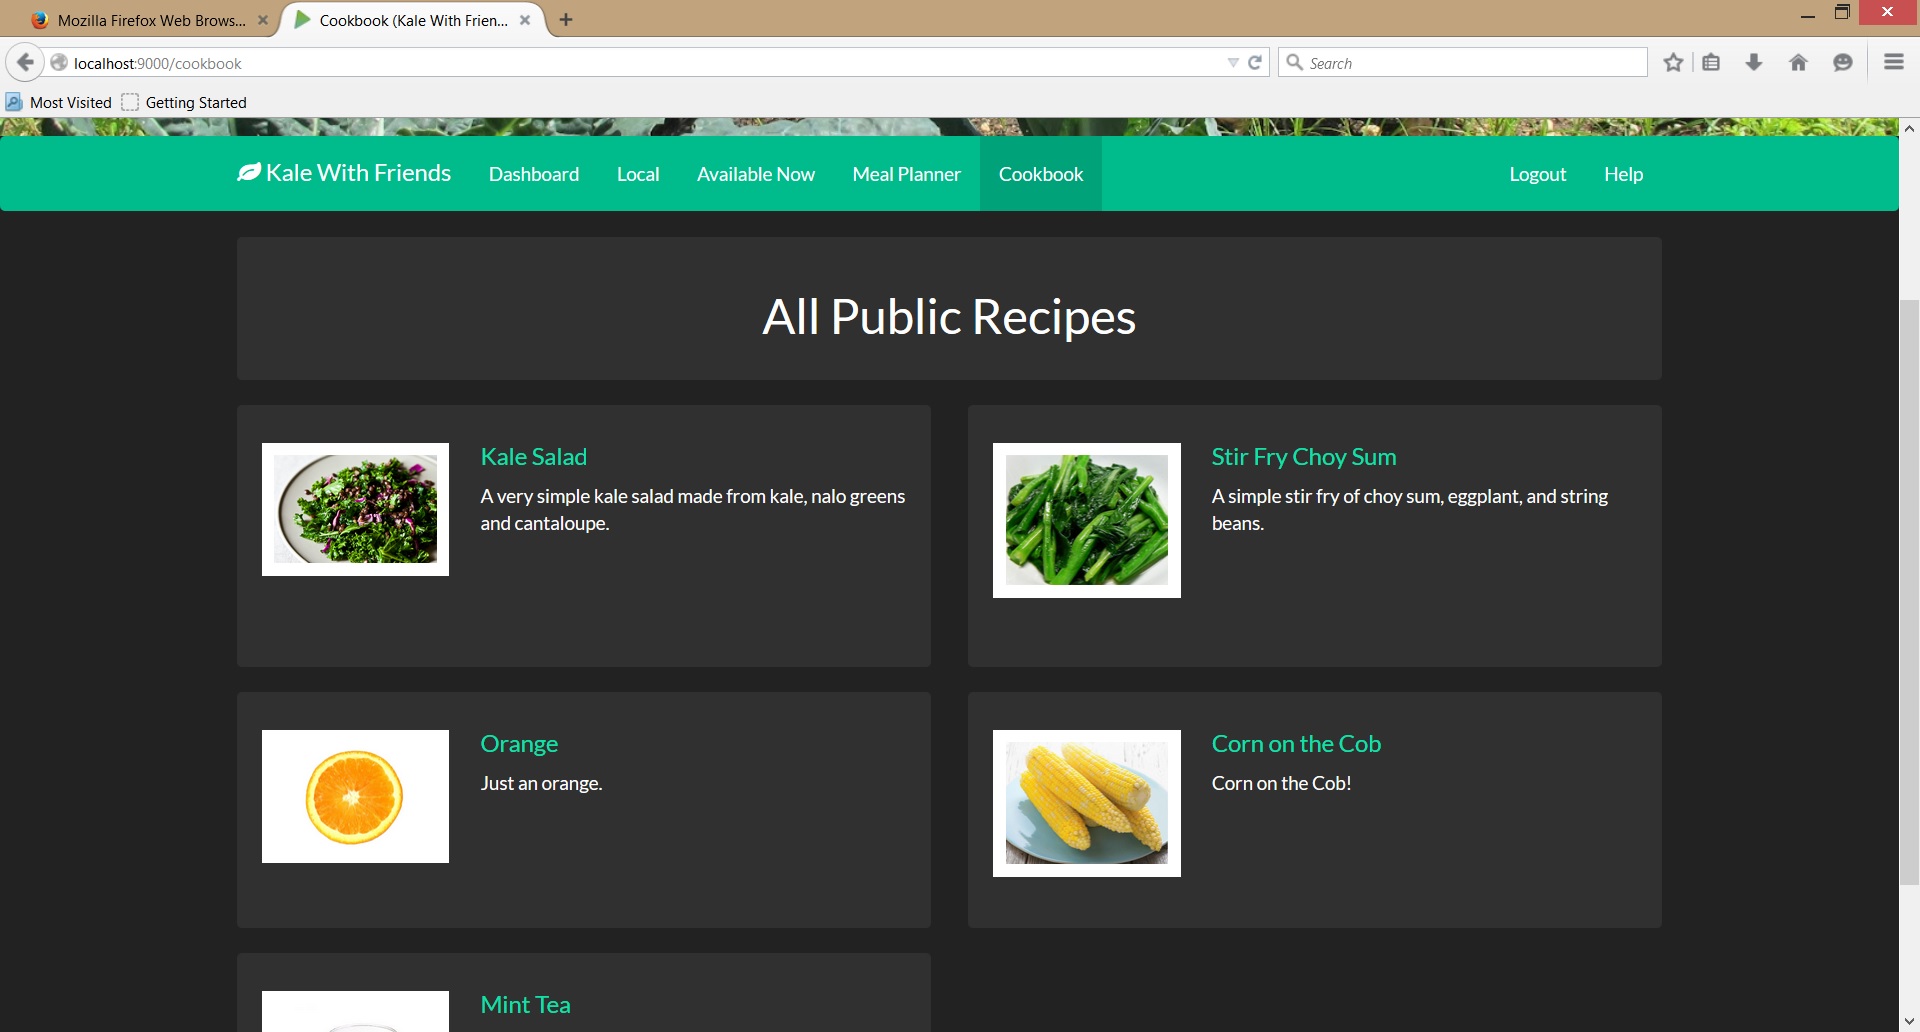 Mozilla Firefox Web Brows...
Cookbook (Kale With Frien...
localhost:9000/cookbook
Search
Most Visited
Getting Started
Kale With Friends
Dashboard
Local
Available Now
Meal Planner
Cookbook
Logout
Help
All Public Recipes
Kale Salad
A very simple kale salad made from kale, nalo greens
and cantaloupe.
Stir Fry Choy Sum
A simple stir fry of choy sum, eggplant, and string
beans.
Orange
Just an orange.
Corn on the Cob
Corn on the Cob!
Mint Tea